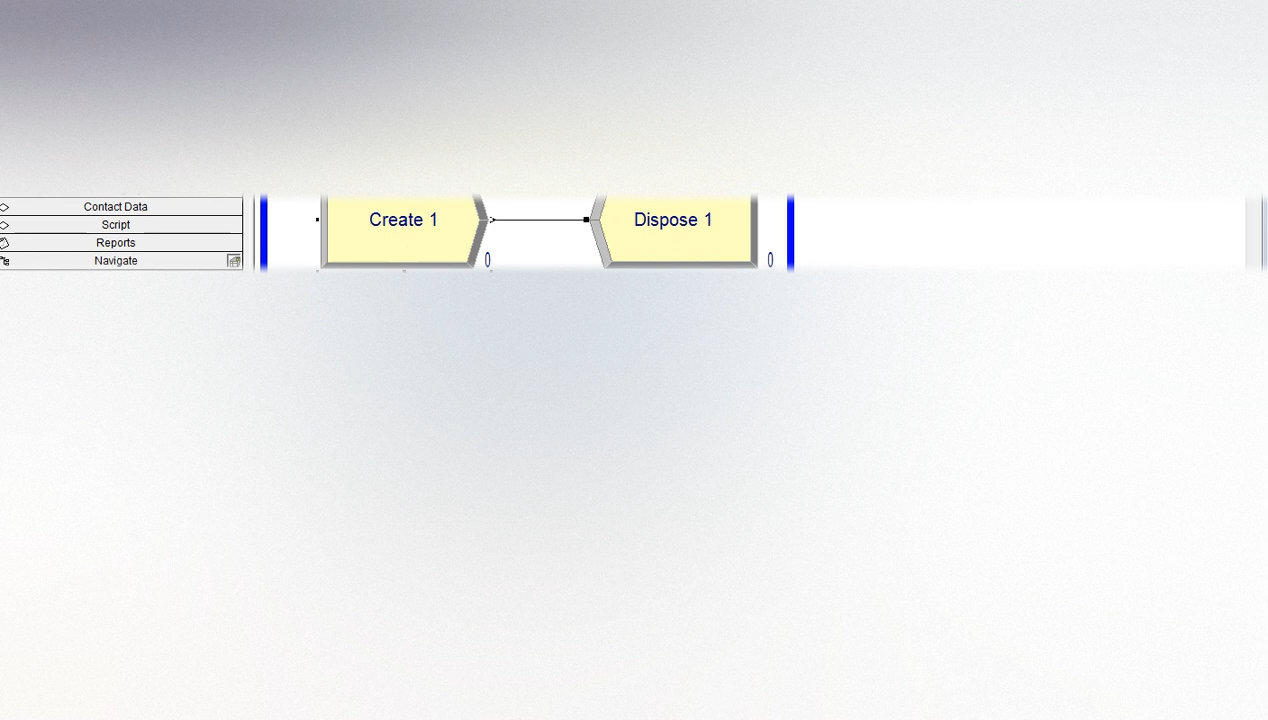 Contact Data
Script
Reports
Navigate
Create 1
0
Dispose 1
0